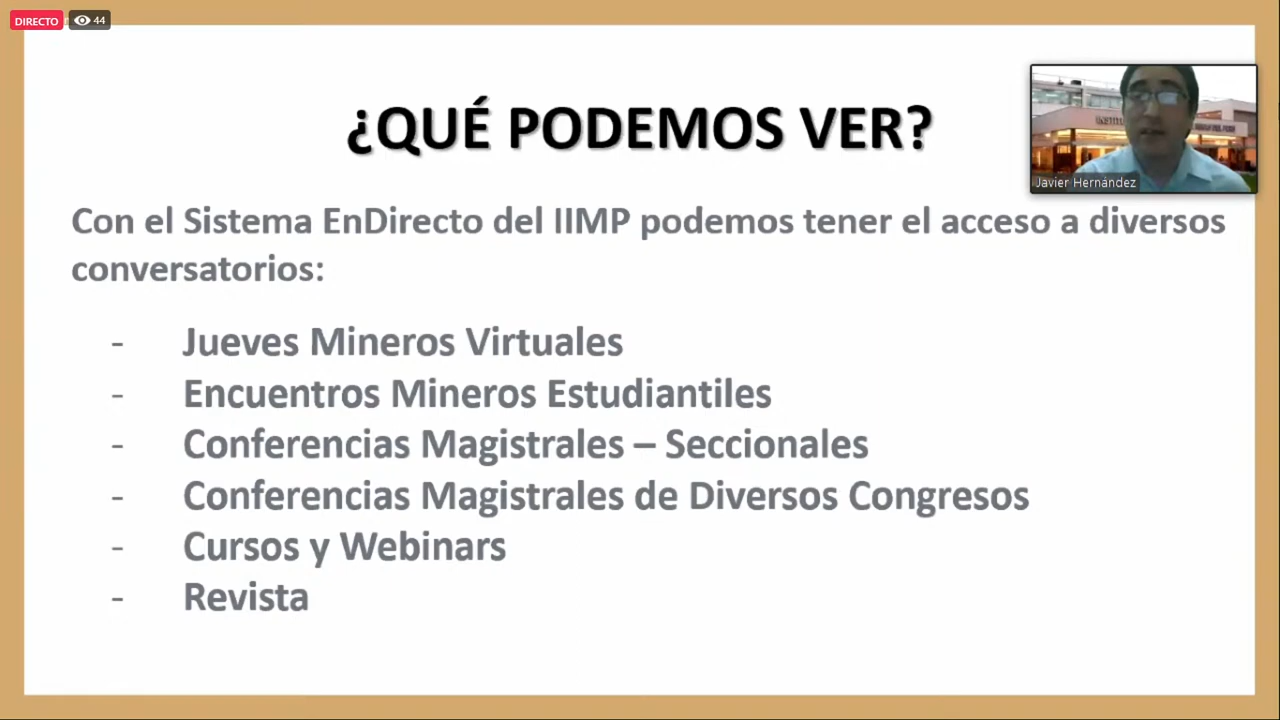 DIRECTO 44
¿QUÉ PODEMOS VER?
Javier Hernández
Con el Sistema EnDirecto del IIMP podemos tener el acceso a diversos
conversatorios:
- Jueves Mineros Virtuales
- Encuentros Mineros Estudiantiles
- Conferencias Magistrales – Seccionales
- Conferencias Magistrales de Diversos Congresos
- Cursos y Webinars
- Revista